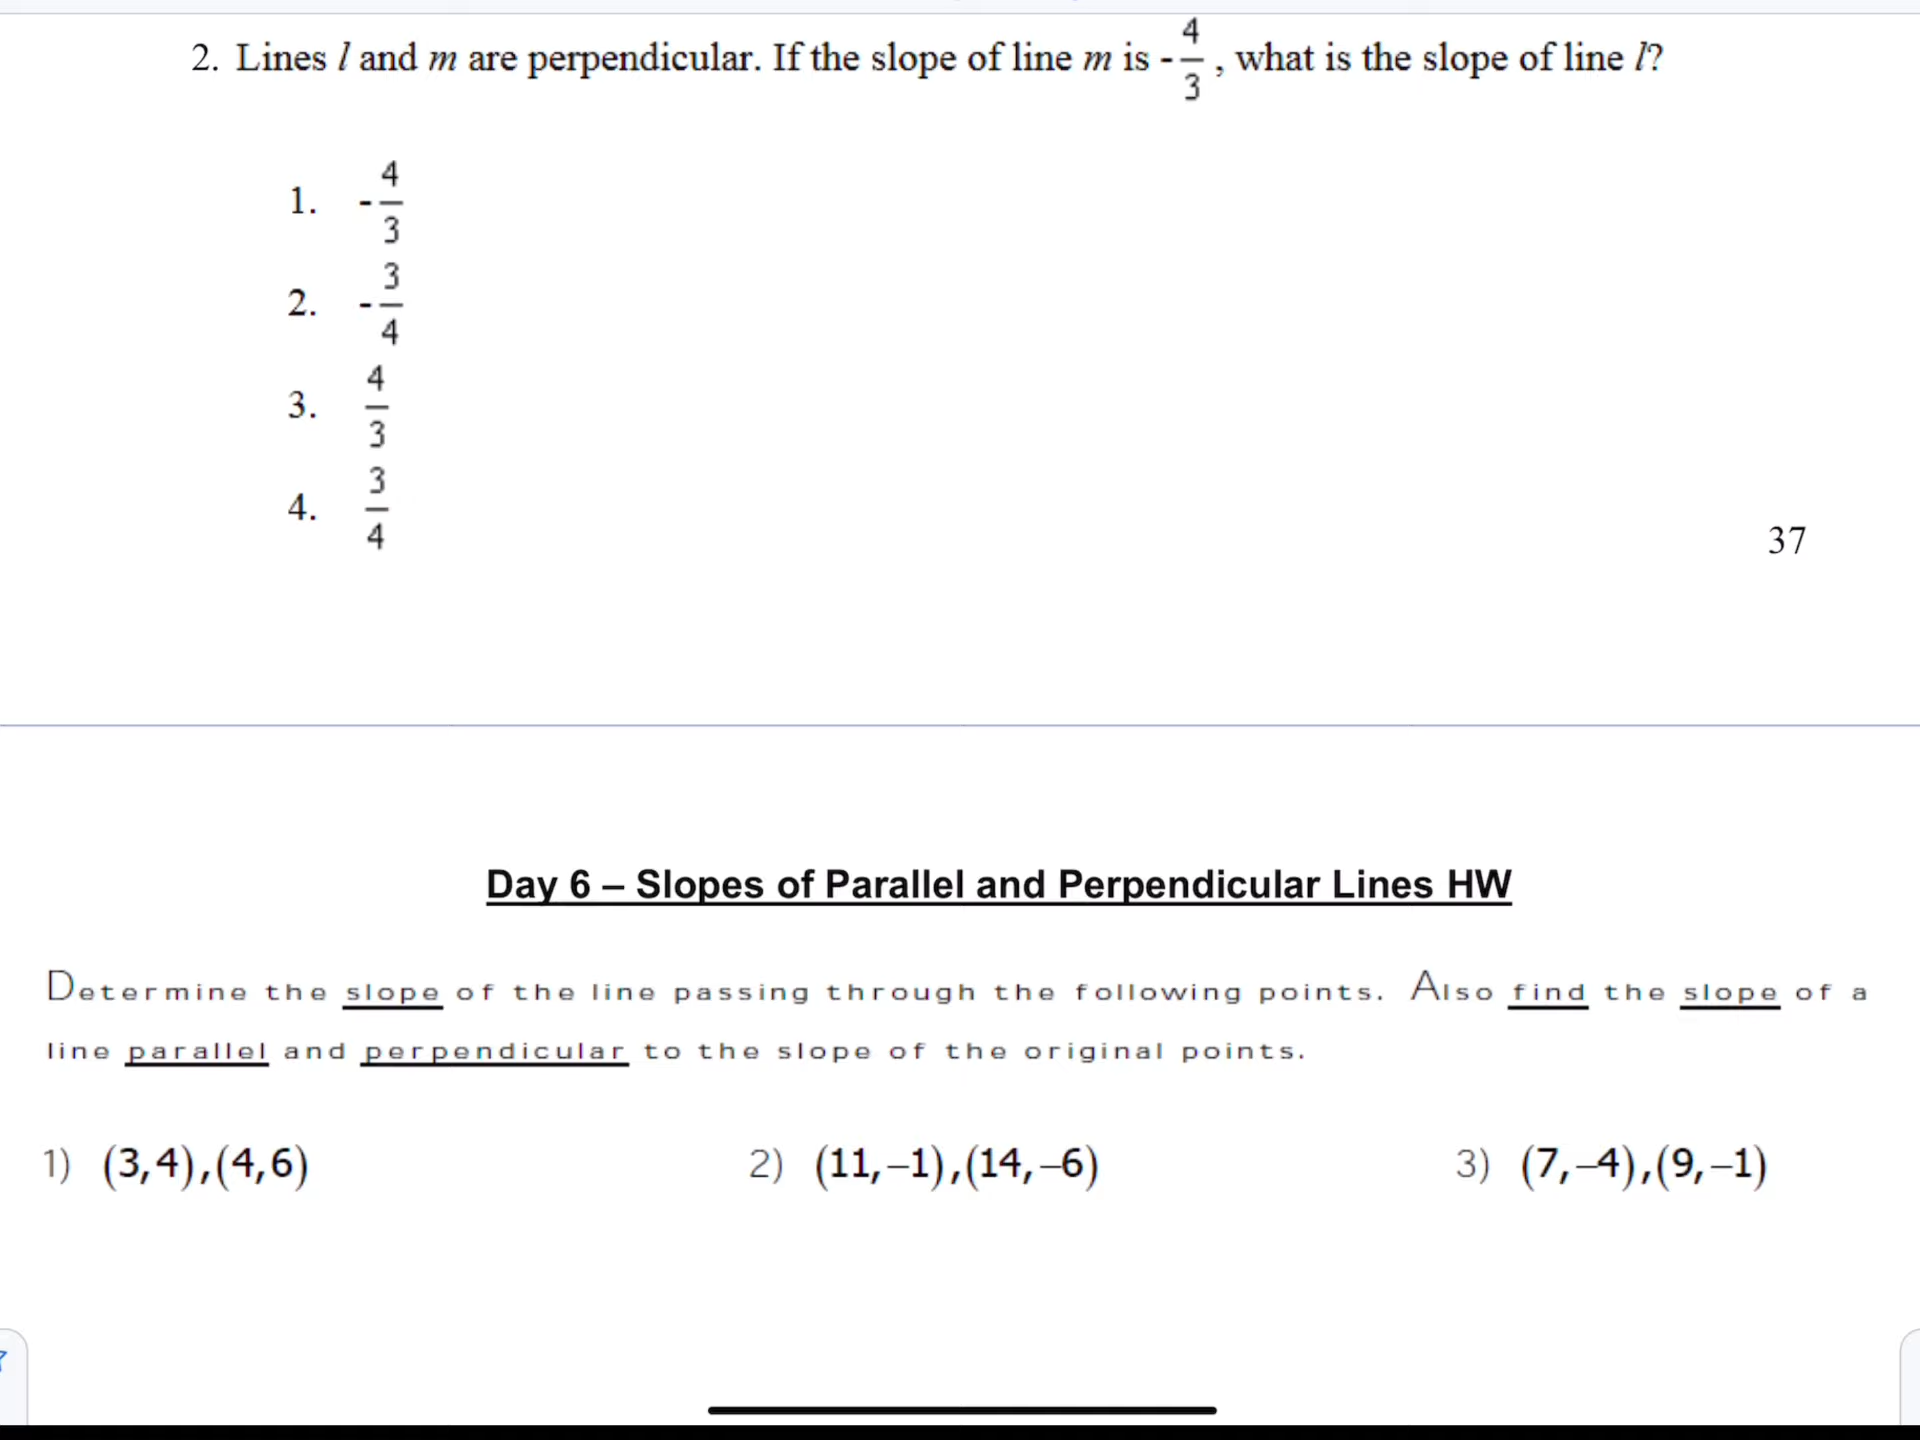 2. Lines l and m are perpendicular. If the slope of line m is -4/3, what is the slope of line l?
1. -4/3
2. -3/4
3. 4/3
4. 3/4
37
Day 6 – Slopes of Parallel and Perpendicular Lines HW
Determine the slope of the line passing through the following points. Also find the slope of a
line parallel and perpendicular to the slope of the original points.
1) (3,4),(4,6) 2) (11,–1),(14,–6) 3) (7,–4),(9,–1)